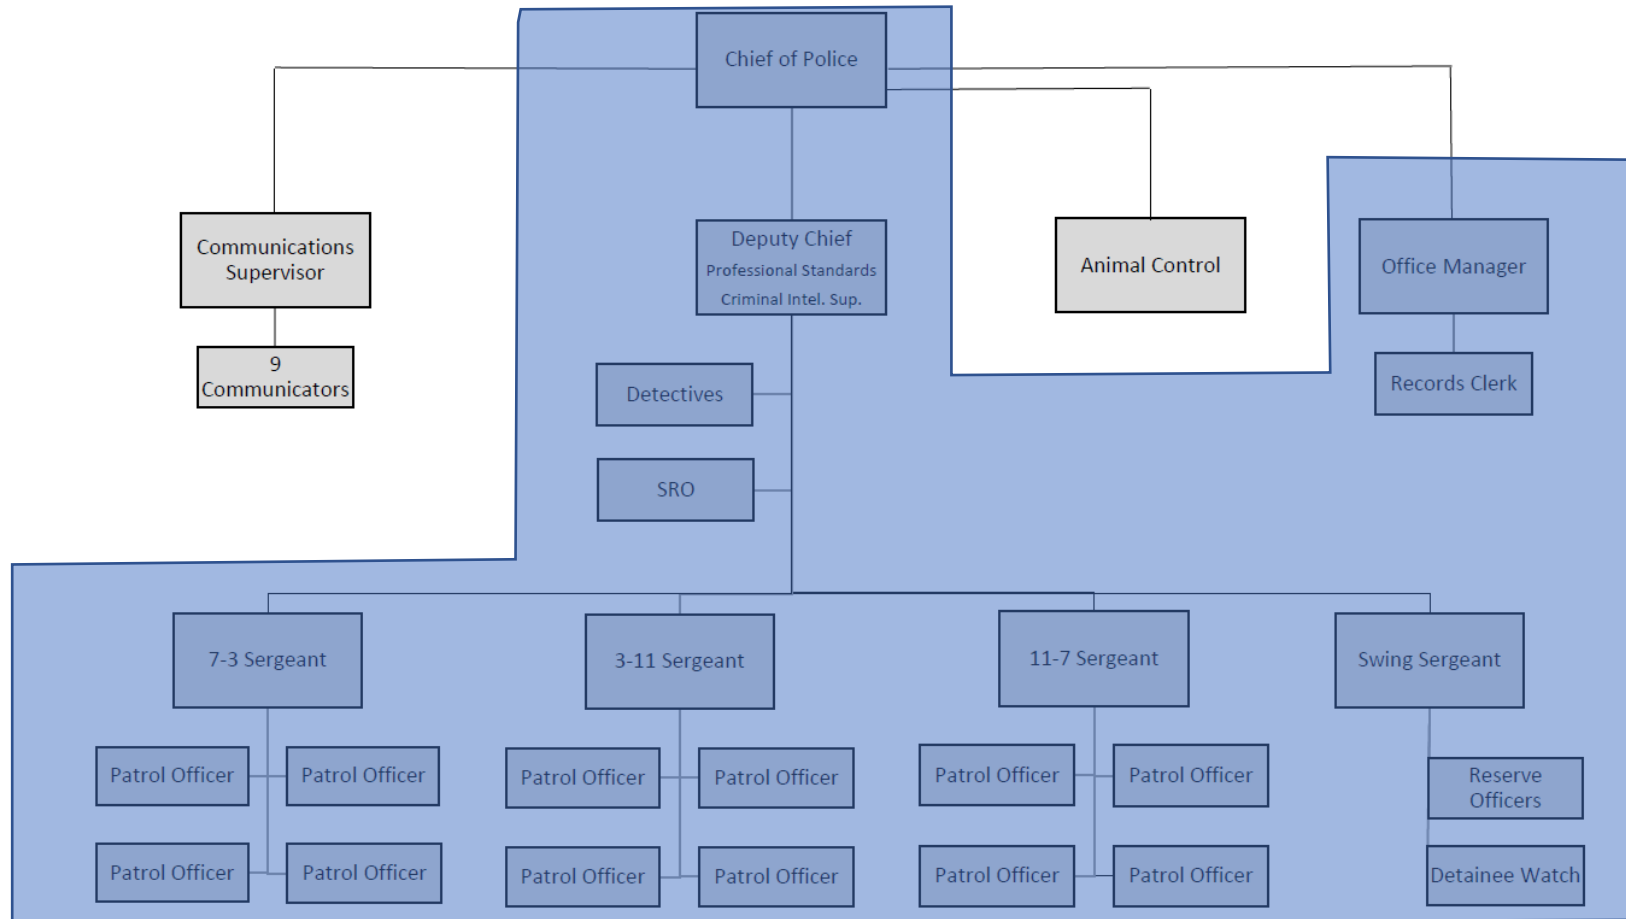 Chief of Police
Communications
Supervisor
9
Communicators
Deputy Chief
Professional Standards
Criminal Intel. Sup.
Animal Control
Office Manager
Records Clerk
Detectives
SRO
7-3 Sergeant
3-11 Sergeant
11-7 Sergeant
Swing Sergeant
Patrol Officer
Patrol Officer
Patrol Officer
Patrol Officer
Patrol Officer
Patrol Officer
Reserve
Officers
Patrol Officer
Patrol Officer
Patrol Officer
Patrol Officer
Patrol Officer
Patrol Officer
Detainee Watch